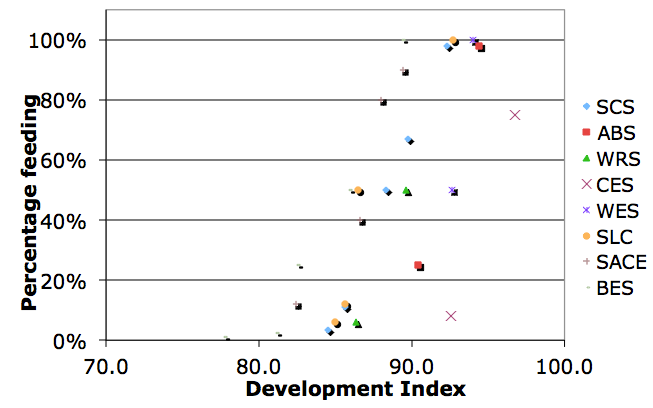 100%
80%
60%
40%
20%
0%
Percentage feeding
70.0 80.0 90.0 100.0
Development Index
SCS
ABS
WRS
CES
WES
SLC
SACE
BES